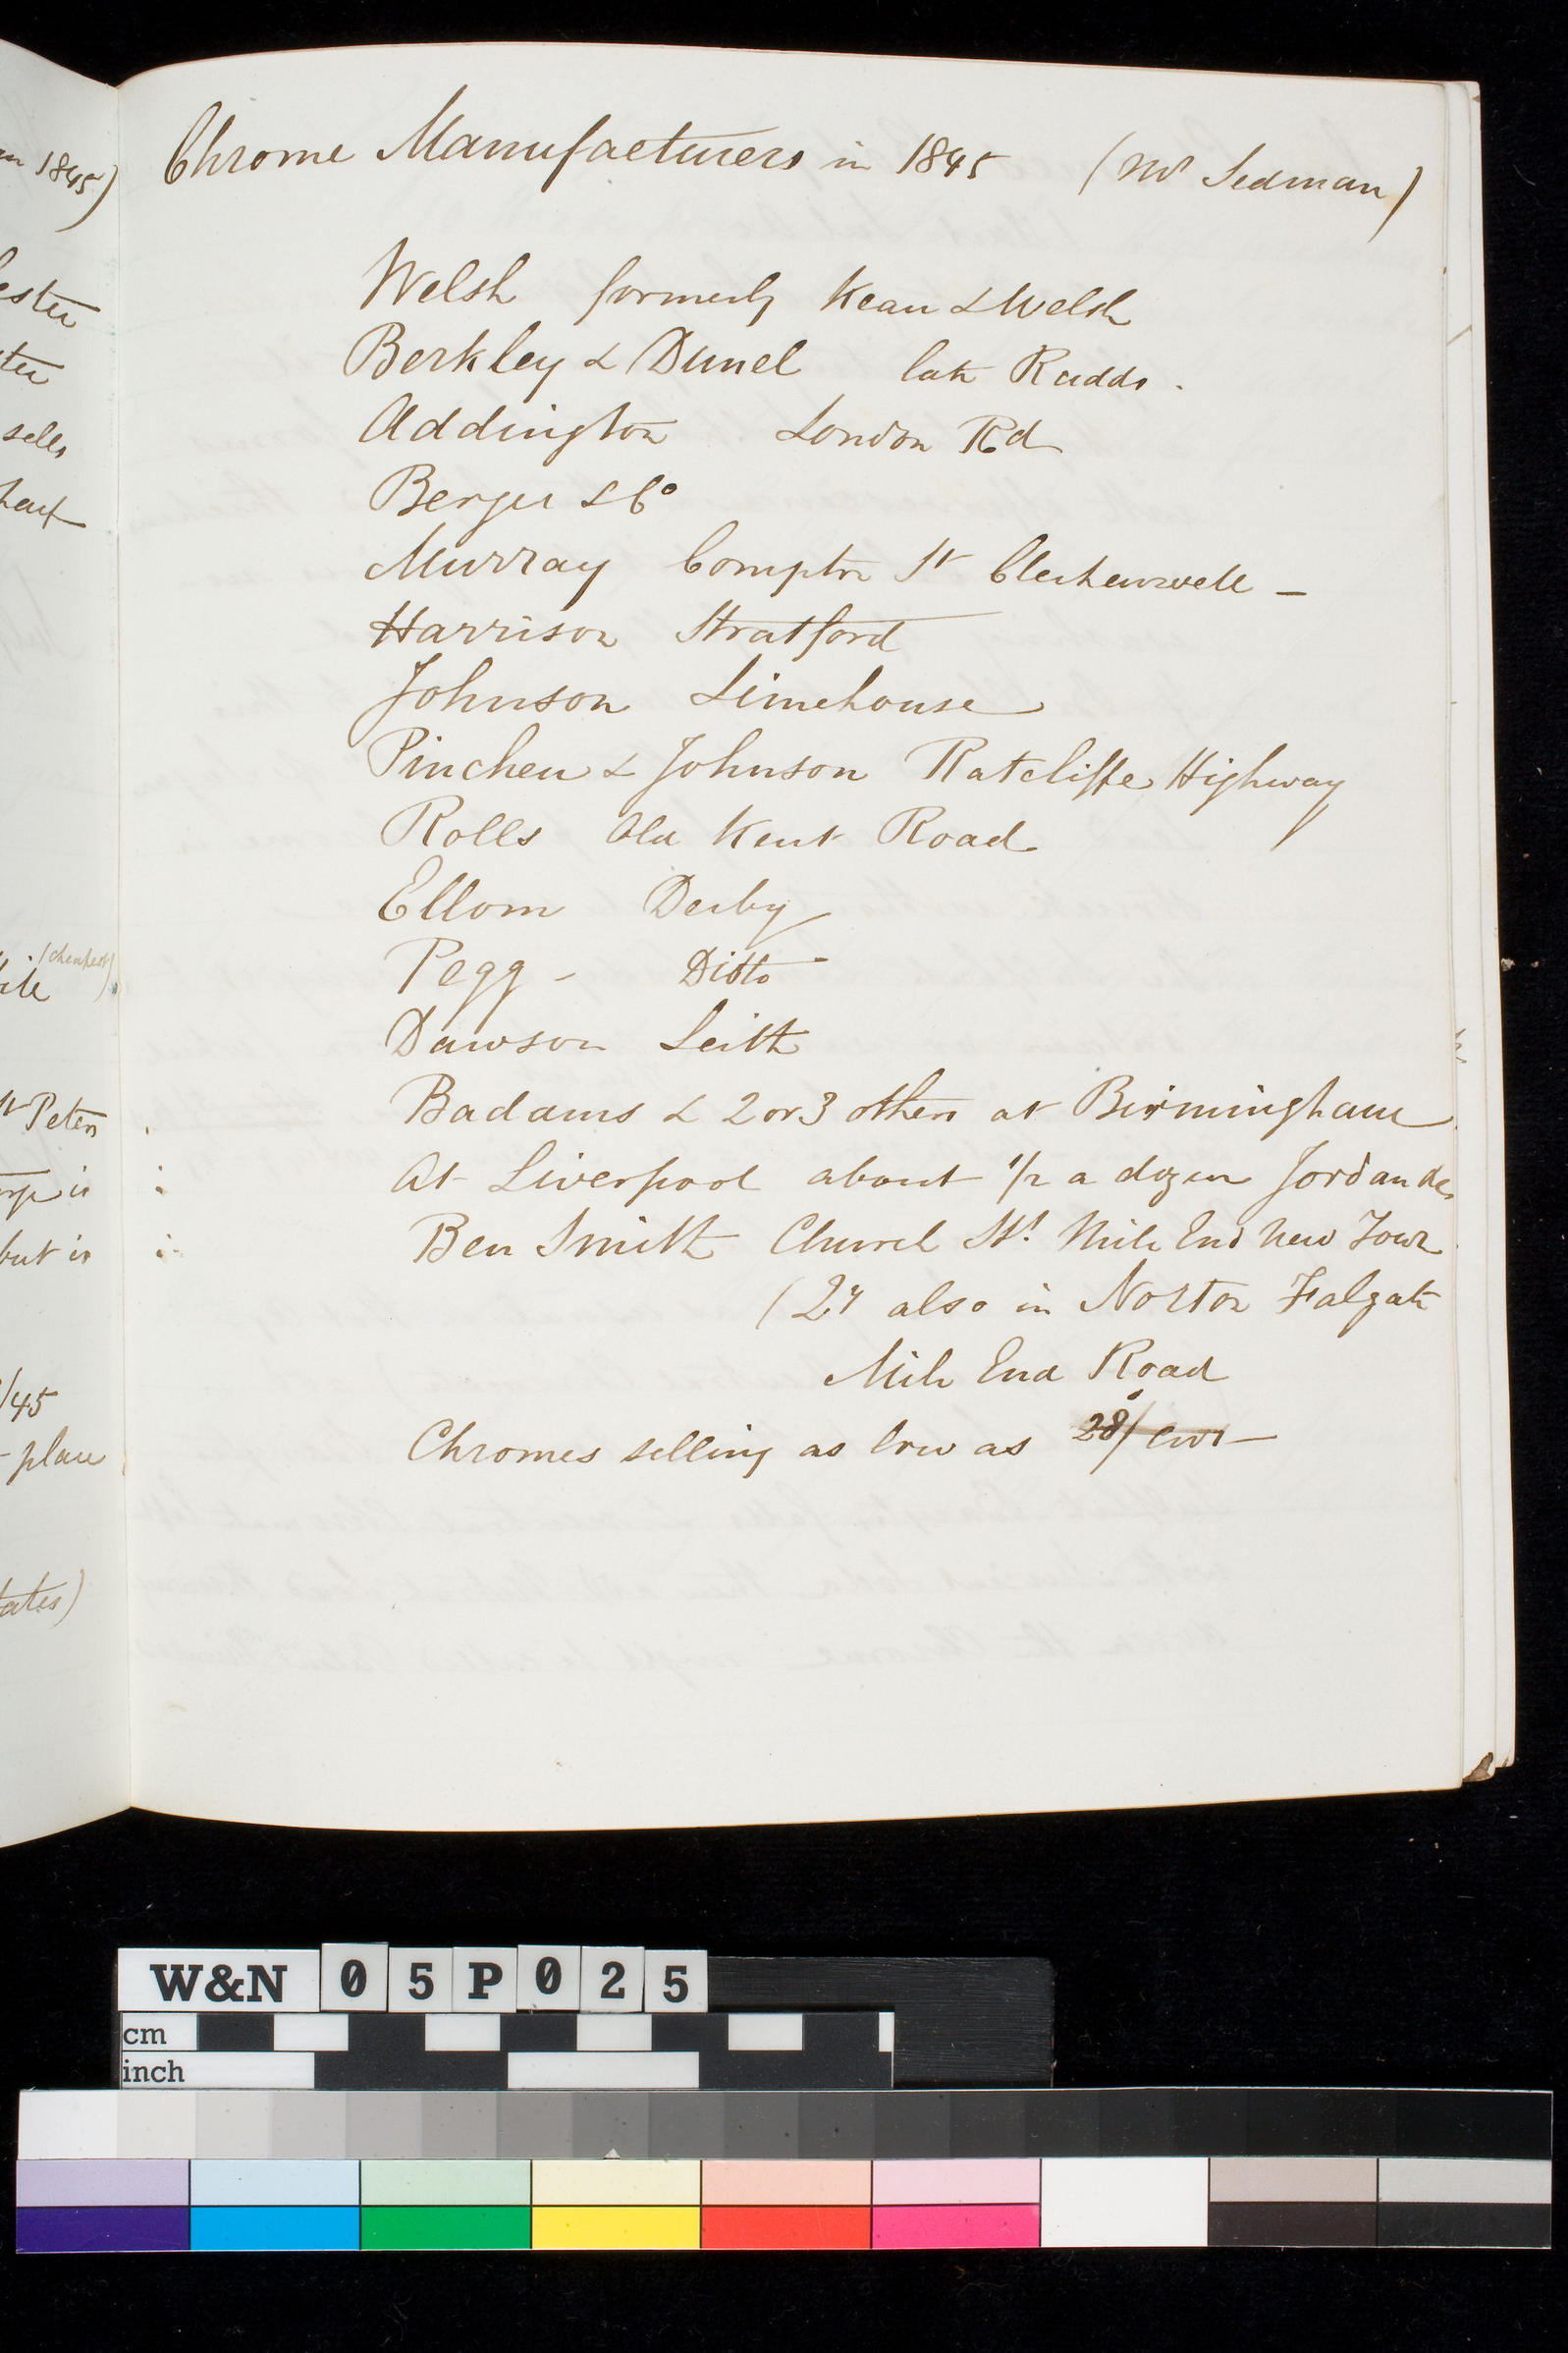 Chrome Manufacturers in 1845 (Mr Sedman)
Welsh formerly Kean & Welsh
Berkley & Dunel late Rudds.
Addington London Rd
Berger & Co
Murray Compton St Clerkenwell –
Harrison Stratford
Johnson Limehouse
Pinchen & Johnson Ratcliffe Highway
Rolls Old Kent Road
Ellom Derby
Pegg - Ditto
Dawson Leith
Badams & 2 or 3 others at Birmingham
At Liverpool about 1/2 a dozen Jordan &c
Ben Smith Church St. Mile End New Town
(2 also in Norton Falgate
Mile End Road
Chromes selling as low as 28/ cwt –
in 1845)
ester
ter
sells
(cheapest)
St Peters
is
but is
/45
place
tates)
W&N 05P025
cm
inch